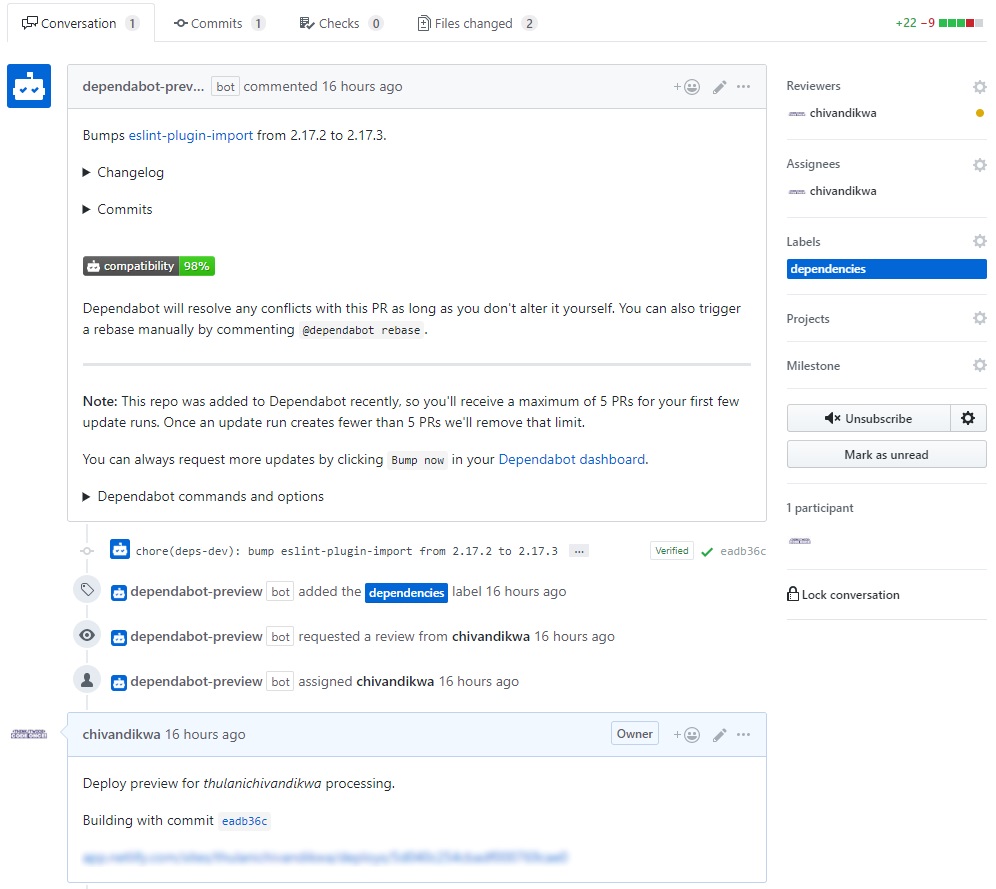 Conversation 1 Commits 1 Checks 0 Files changed 2 +22 −9
dependabot-prev... bot commented 16 hours ago
Bumps eslint-plugin-import from 2.17.2 to 2.17.3.
Changelog
Commits
compatibility 98%
Dependabot will resolve any conflicts with this PR as long as you don't alter it yourself. You can also trigger
a rebase manually by commenting @dependabot rebase.
Note: This repo was added to Dependabot recently, so you'll receive a maximum of 5 PRs for your first few
update runs. Once an update run creates fewer than 5 PRs we'll remove that limit.
You can always request more updates by clicking Bump now in your Dependabot dashboard.
Dependabot commands and options
chore(deps-dev): bump eslint-plugin-import from 2.17.2 to 2.17.3 ... Verified eadb36c
dependabot-preview bot added the dependencies label 16 hours ago
dependabot-preview bot requested a review from chivandikwa 16 hours ago
dependabot-preview bot assigned chivandikwa 16 hours ago
chivandikwa 16 hours ago Owner
Deploy preview for thulanichivandikwa processing.
Building with commit eadb36c
Reviewers
chivandikwa
Assignees
chivandikwa
Labels
dependencies
Projects
Milestone
Unsubscribe
Mark as unread
1 participant
Lock conversation